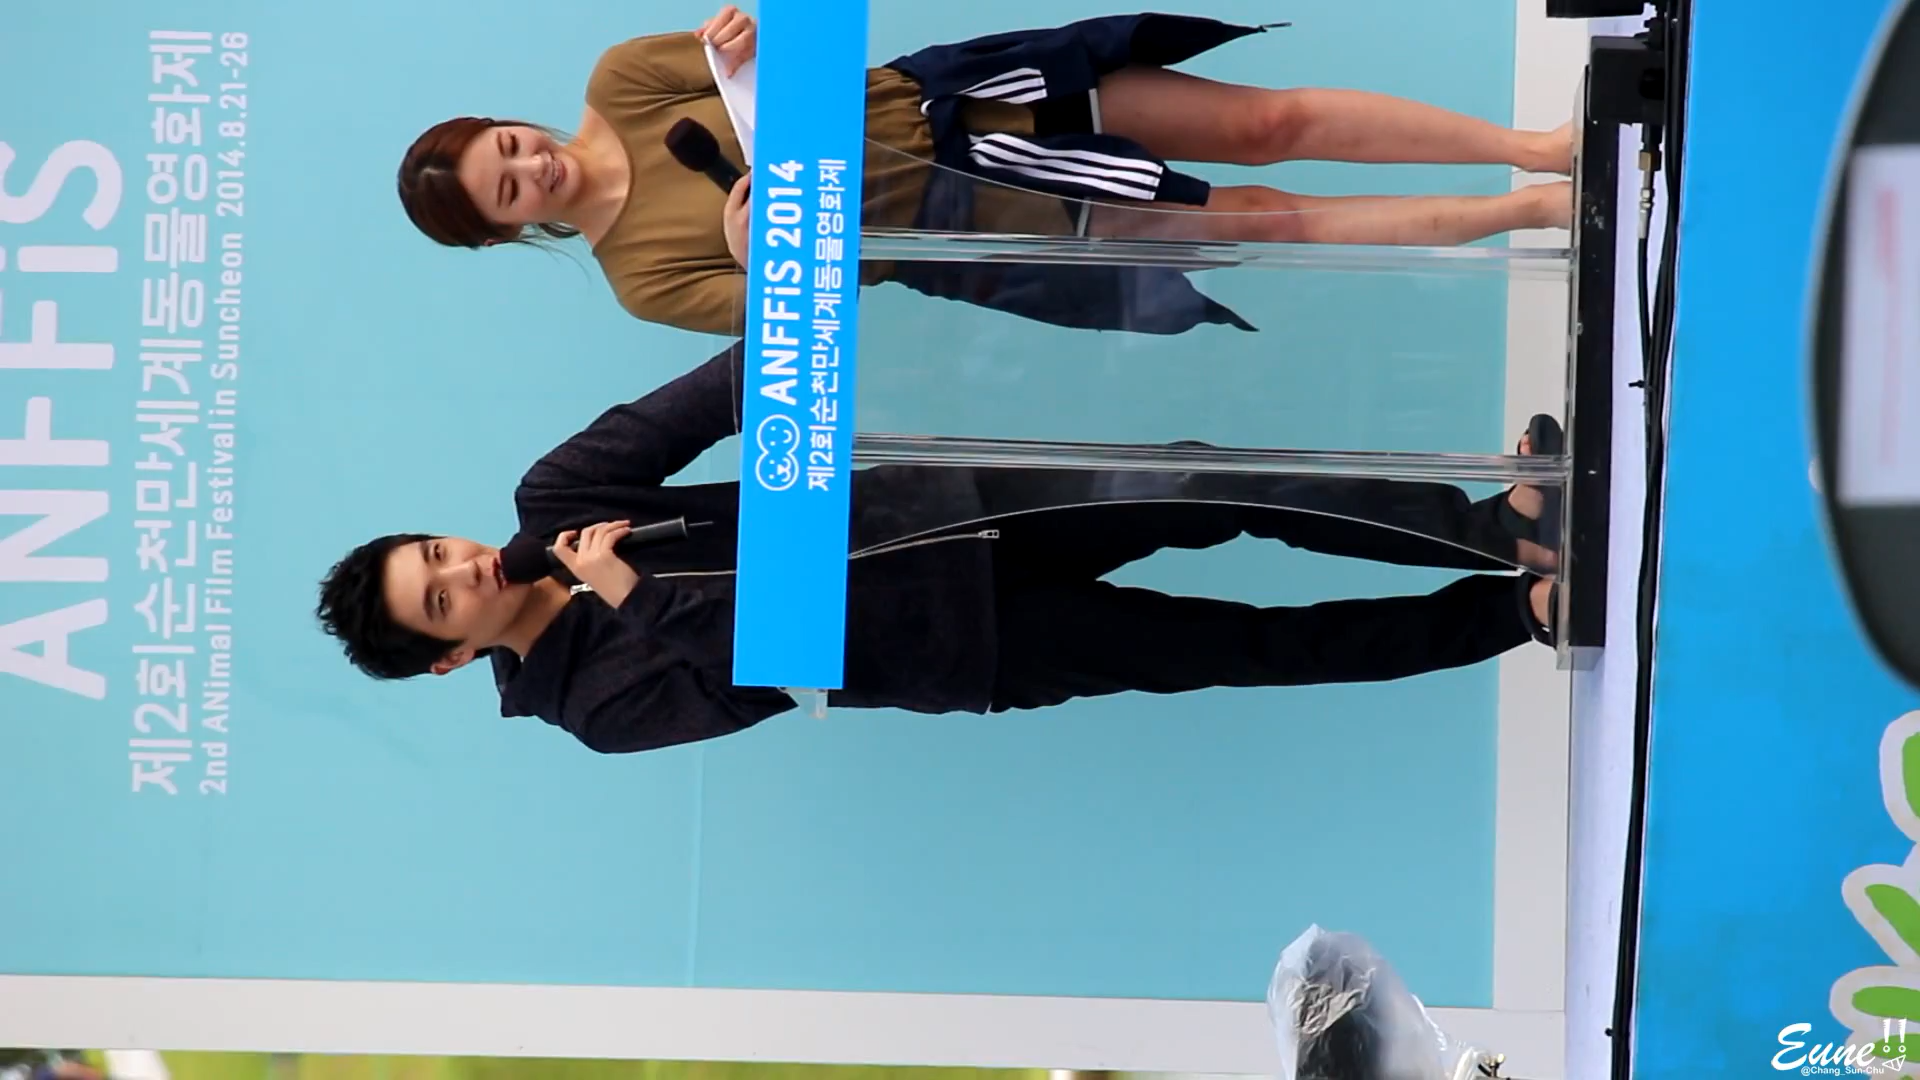 ANFFiS
제2회순천만세계동물영화제
2nd ANimal Film Festival in Suncheon 2014.8.21-26
ANFFiS 2014
제2회순천만세계동물영화제
Eune!!
@Chang_Sun-Chu